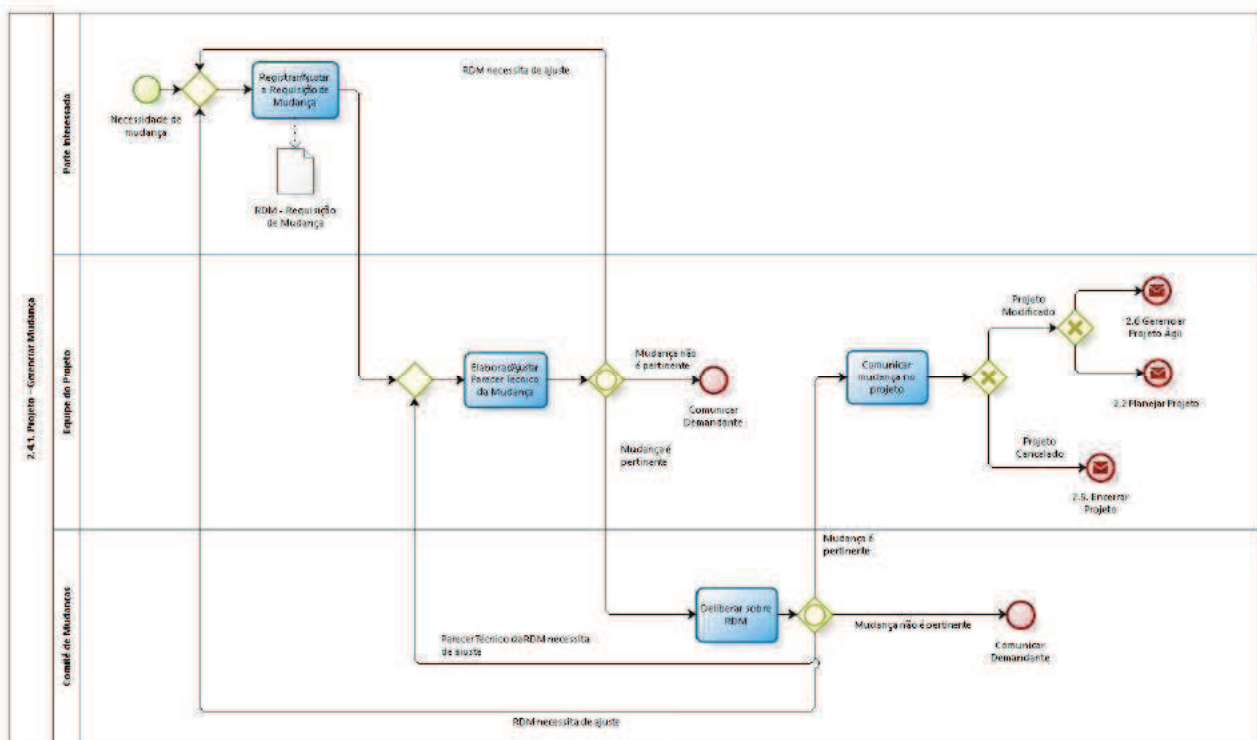 2.4.1. Projeto - Gerenciar Mudança
Parte Interessada
Necessidade de
mudança
Registrar/Ajustar
a Requisição de
Mudança
RDM - Requisição
de Mudança
RDM necessita de ajuste
Equipe do Projeto
Elaborar/Ajustar
Parecer Técnico
da Mudança
Mudança não
é pertinente
Comunicar
Demandante
Mudança é
pertinente
Comunicar
mudança no
projeto
Projeto
Modificado
2.6 Gerenciar
Projeto Ágil
2.2 Planejar Projeto
Projeto
Cancelado
2.5. Encerrar
Projeto
Comitê de Mudanças
Deliberar sobre
RDM
Mudança é
pertinente
Mudança não é pertinente
Comunicar
Demandante
Parecer Técnico da RDM necessita
de ajuste
RDM necessita de ajuste